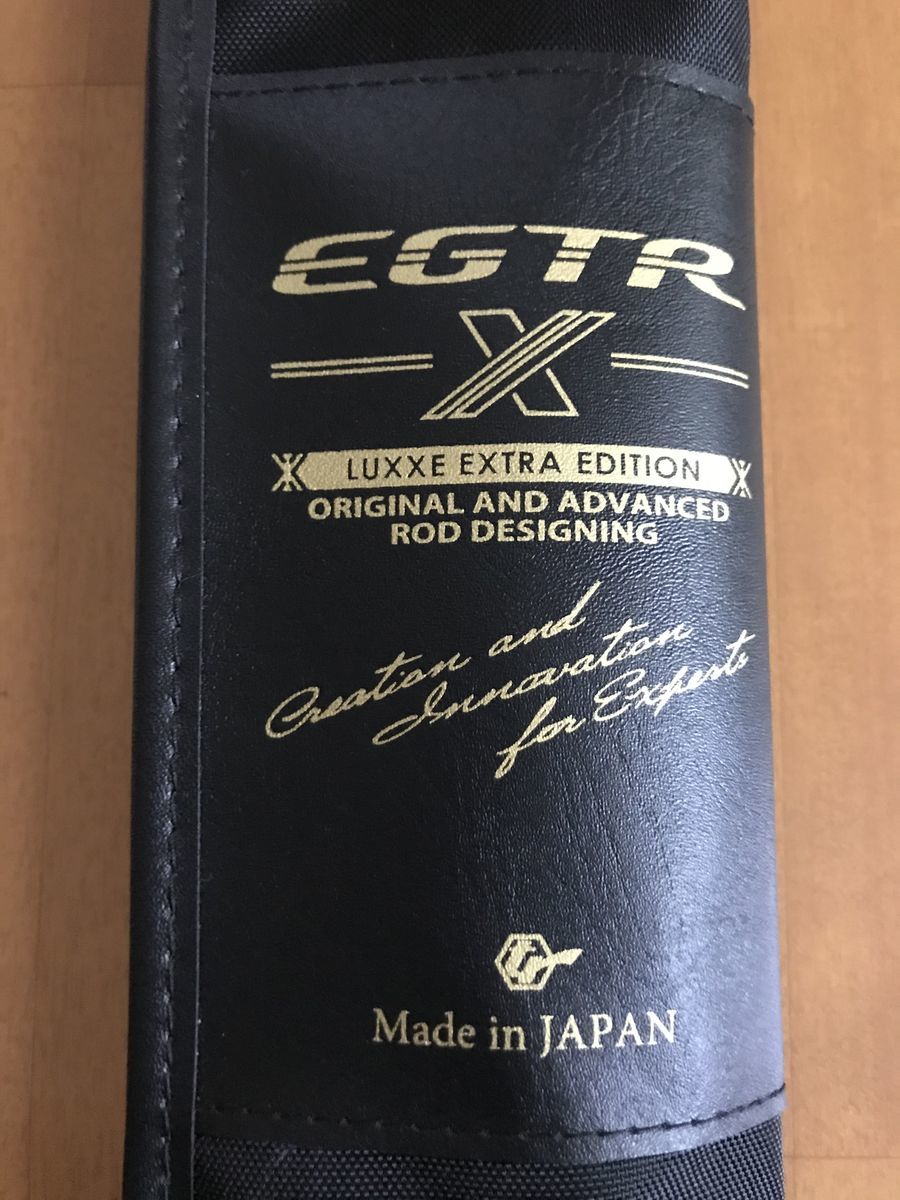 EGTR
X
LUXXE EXTRA EDITION
ORIGINAL AND ADVANCED
ROD DESIGNING
Creation and
Innovation
for Experts
Made in JAPAN